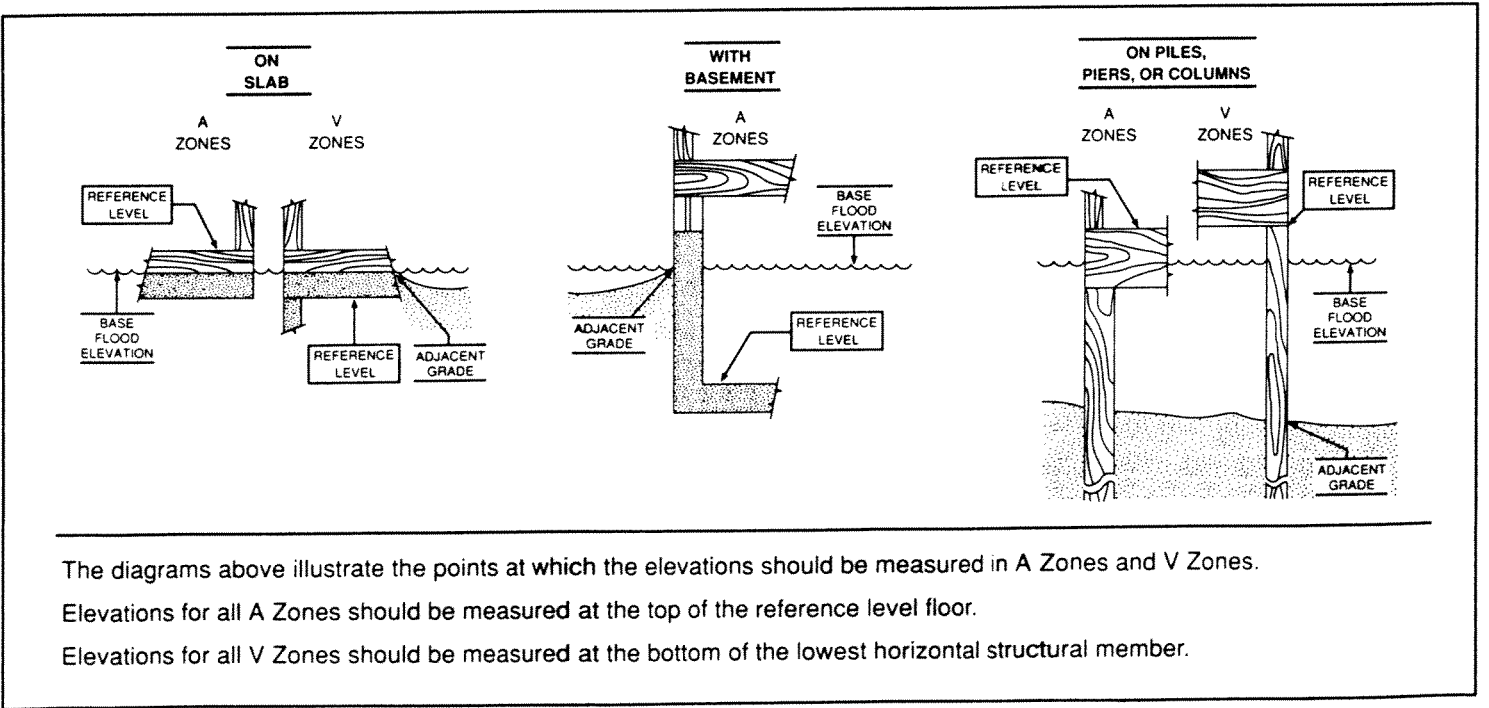 ON
SLAB
A
ZONES
V
ZONES
REFERENCE
LEVEL
BASE
FLOOD
ELEVATION
REFERENCE
LEVEL
ADJACENT
GRADE
WITH
BASEMENT
A
ZONES
BASE
FLOOD
ELEVATION
ADJACENT
GRADE
REFERENCE
LEVEL
ON PILES,
PIERS, OR COLUMNS
A
ZONES
V
ZONES
REFERENCE
LEVEL
REFERENCE
LEVEL
BASE
FLOOD
ELEVATION
ADJACENT
GRADE
The diagrams above illustrate the points at which the elevations should be measured in A Zones and V Zones.
Elevations for all A Zones should be measured at the top of the reference level floor.
Elevations for all V Zones should be measured at the bottom of the lowest horizontal structural member.